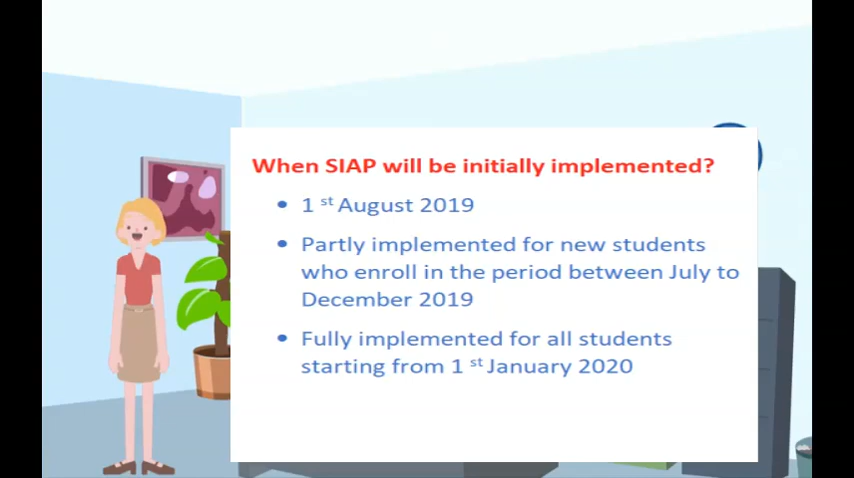 When SIAP will be initially implemented?
• 1 st August 2019
• Partly implemented for new students
who enroll in the period between July to
December 2019
• Fully implemented for all students
starting from 1 st January 2020